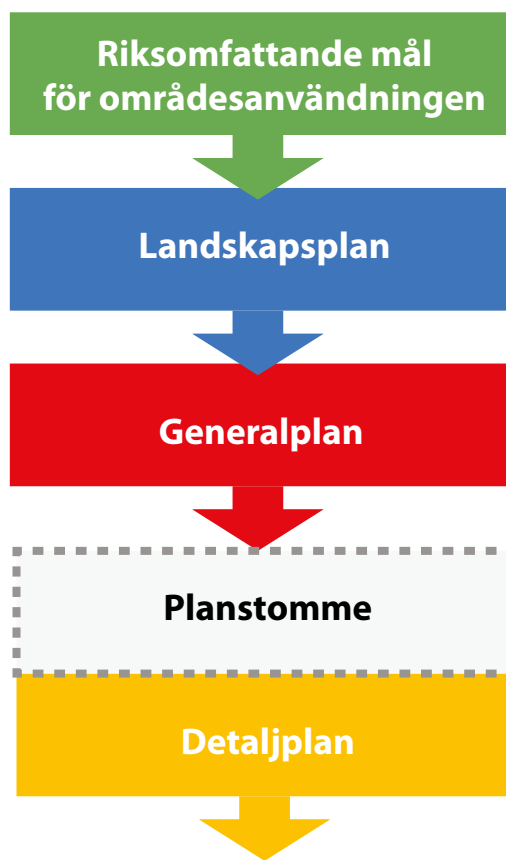 Riksomfattande mål
för områdesanvändningen
Landskapsplan
Generalplan
Planstomme
Detaljplan